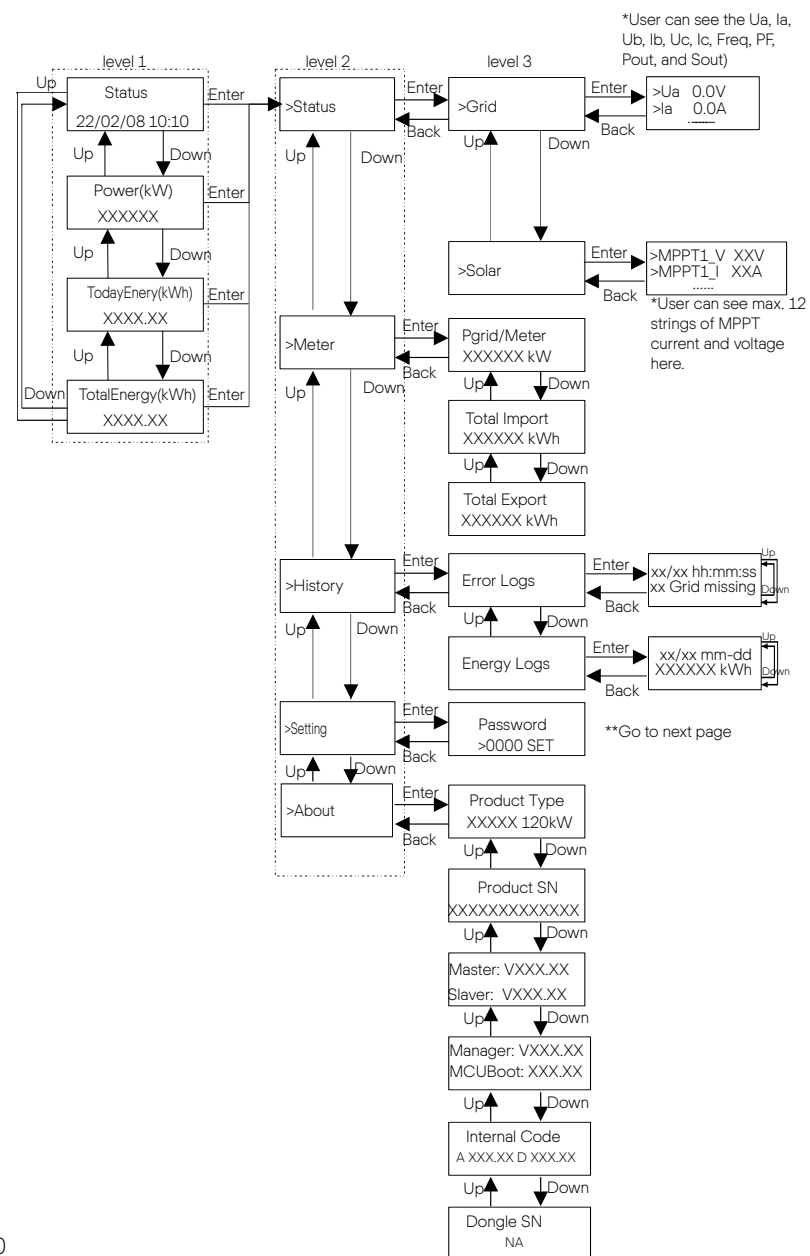 *User can see the Ua, Ia,
Ub, Ib, Uc, Ic, Freq, PF,
Pout, and Sout)
level 1
level 2
level 3
Up
Status
22/02/08 10:10
Enter
Up
Down
Power(kW)
XXXXXX
Enter
Up
Down
TodayEnery(kWh)
XXXX.XX
Enter
Up
Down
Down
TotalEnergy(kWh)
XXXX.XX
Enter
>Status
Enter
Back
Up
Down
>Grid
Enter
Back
Up
Down
>Ua 0.0V
>Ia 0.0A
........
>Solar
Enter
Back
>MPPT1_V XXV
>MPPT1_I XXA
......
*User can see max. 12
strings of MPPT
current and voltage
here.
>Meter
Enter
Back
Up
Down
Pgrid/Meter
XXXXXX kW
Up
Down
Total Import
XXXXXX kWh
Up
Down
Total Export
XXXXXX kWh
>History
Enter
Back
Up
Down
Error Logs
Enter
Back
Up
Down
xx/xx hh:mm:ss
xx Grid missing
Up
Down
Energy Logs
Enter
Back
xx/xx mm-dd
XXXXXX kWh
Up
Down
>Setting
Enter
Back
Up
Down
Password
>0000 SET
**Go to next page
>About
Enter
Back
Product Type
XXXXX 120kW
Up
Down
Product SN
XXXXXXXXXXXXX
Up
Down
Master: VXXX.XX
Slaver: VXXX.XX
Up
Down
Manager: VXXX.XX
MCUBoot: XXX.XX
Up
Down
Internal Code
A XXX.XX D XXX.XX
Up
Down
Dongle SN
NA